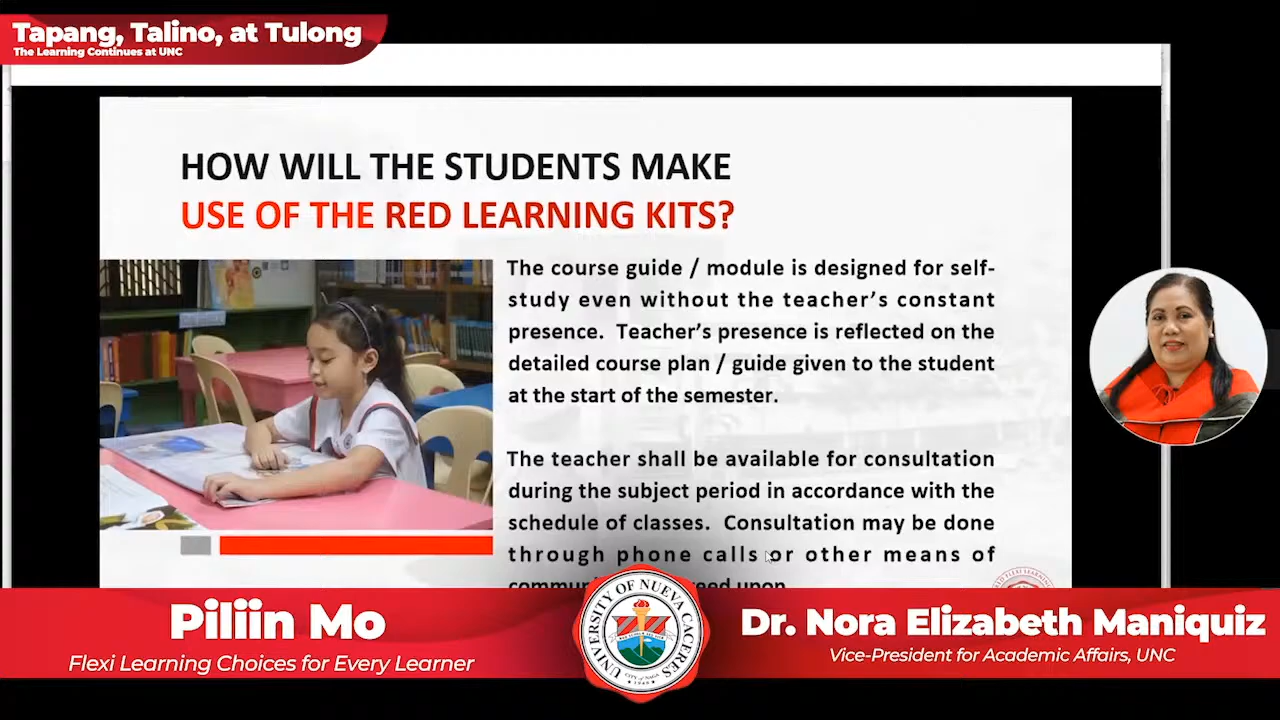 Tapang, Talino, at Tulong
The Learning Continues at UNC
HOW WILL THE STUDENTS MAKE
USE OF THE RED LEARNING KITS?
The course guide / module is designed for self-
study even without the teacher's constant
presence. Teacher's presence is reflected on the
detailed course plan / guide given to the student
at the start of the semester.
The teacher shall be available for consultation
during the subject period in accordance with the
schedule of classes. Consultation may be done
through phone calls or other means of
upon
Piliin Mo
Flexi Learning Choices for Every Learner
UNIVERSITY OF NUEVA CACERES
CITY OF NAGA
1948
Dr. Nora Elizabeth Maniquiz
Vice-President for Academic Affairs, UNC